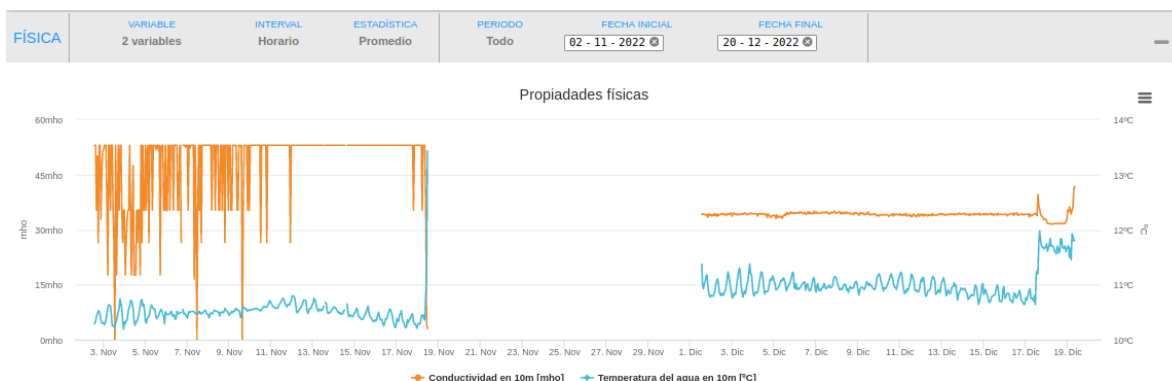 FÍSICA
VARIABLE
2 variables
INTERVAL
Horario
ESTADÍSTICA
Promedio
PERIODO
Todo
FECHA INICIAL
02 - 11 - 2022
FECHA FINAL
20 - 12 - 2022
Propiadades físicas
60mho
45mho
30mho
15mho
0mho
mho
14ºC
13ºC
12ºC
11ºC
10ºC
ºC
3. Nov 5. Nov 7. Nov 9. Nov 11. Nov 13. Nov 15. Nov 17. Nov 19. Nov 21. Nov 23. Nov 25. Nov 27. Nov 29. Nov 1. Dic 3. Dic 5. Dic 7. Dic 9. Dic 11. Dic 13. Dic 15. Dic 17. Dic 19. Dic
Conductividad en 10m [mho] Temperatura del agua en 10m [ºC]